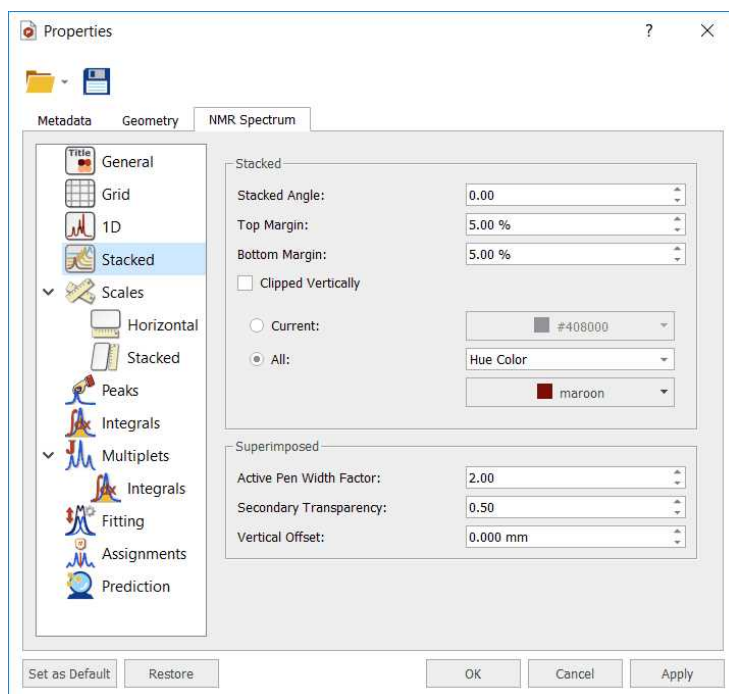 Properties
?
Metadata Geometry NMR Spectrum
Title
General
Grid
1D
Stacked
Scales
Horizontal
Stacked
Peaks
Integrals
Multiplets
Integrals
Fitting
Assignments
Prediction
Stacked
Stacked Angle: 0.00
Top Margin: 5.00 %
Bottom Margin: 5.00 %
Clipped Vertically
Current: #408000
All: Hue Color
maroon
Superimposed
Active Pen Width Factor: 2.00
Secondary Transparency: 0.50
Vertical Offset: 0.000 mm
Set as Default Restore OK Cancel Apply